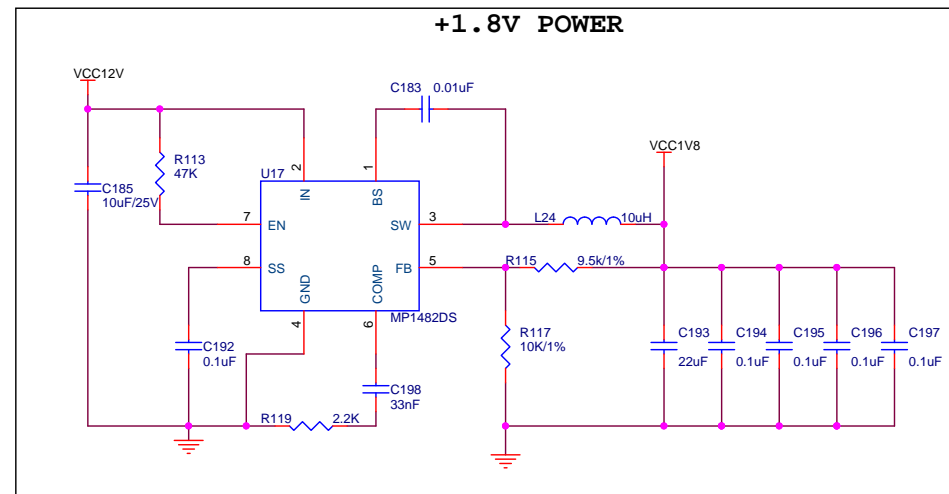 +1.8V POWER
VCC12V
C183 0.01uF
VCC1V8
R113
47K
U17
2
1
IN
BS
C185
10uF/25V
7
EN
SW
3
L24
10uH
8
SS
FB
5
R115
9.5k/1%
GND
COMP
MP1482DS
4
6
C192
0.1uF
R117
10K/1%
C193
22uF
C194
0.1uF
C195
0.1uF
C196
0.1uF
C197
0.1uF
C198
33nF
R119
2.2K